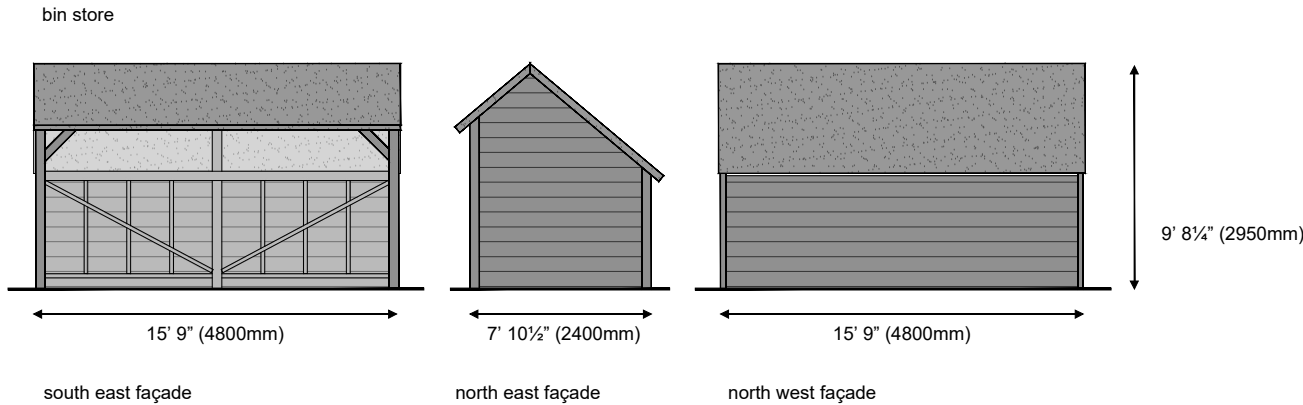 bin store
9’ 8¼” (2950mm)
15’ 9” (4800mm)
7’ 10½” (2400mm)
15’ 9” (4800mm)
south east façade
north east façade
north west façade